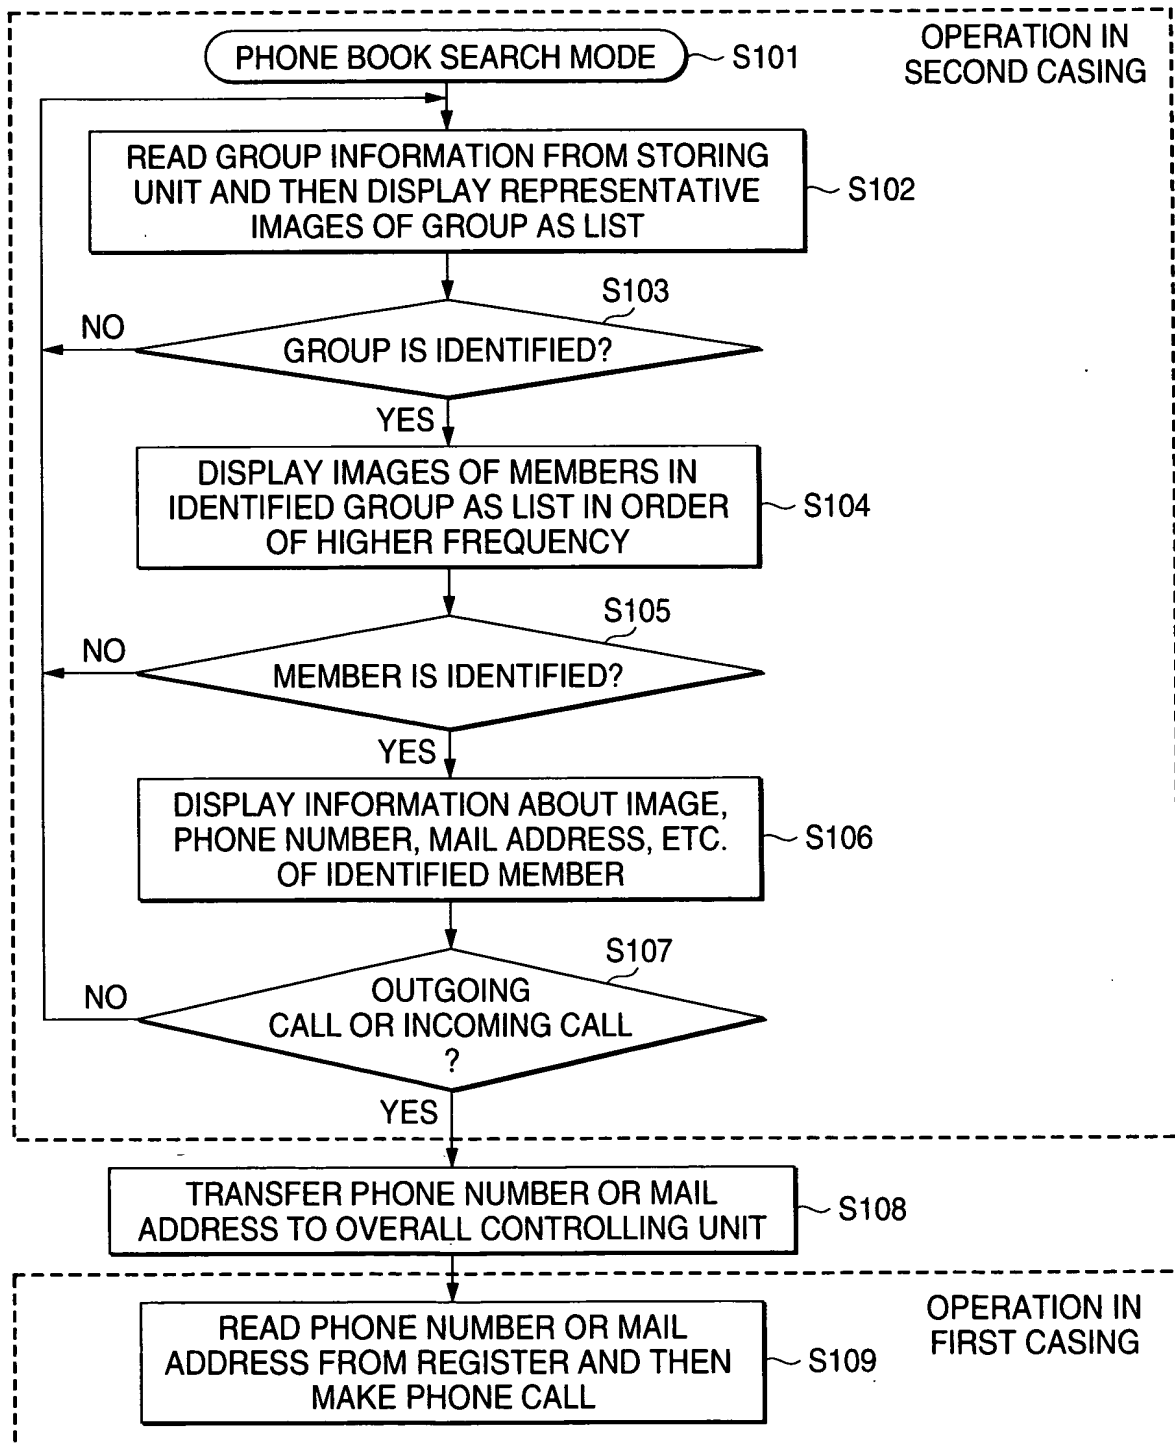 OPERATION IN
SECOND CASING
PHONE BOOK SEARCH MODE
S101
READ GROUP INFORMATION FROM STORING
UNIT AND THEN DISPLAY REPRESENTATIVE
IMAGES OF GROUP AS LIST
S102
S103
GROUP IS IDENTIFIED?
NO
YES
DISPLAY IMAGES OF MEMBERS IN
IDENTIFIED GROUP AS LIST IN ORDER
OF HIGHER FREQUENCY
S104
S105
MEMBER IS IDENTIFIED?
NO
YES
DISPLAY INFORMATION ABOUT IMAGE,
PHONE NUMBER, MAIL ADDRESS, ETC.
OF IDENTIFIED MEMBER
S106
S107
OUTGOING
CALL OR INCOMING CALL
?
NO
YES
TRANSFER PHONE NUMBER OR MAIL
ADDRESS TO OVERALL CONTROLLING UNIT
S108
OPERATION IN
FIRST CASING
READ PHONE NUMBER OR MAIL
ADDRESS FROM REGISTER AND THEN
MAKE PHONE CALL
S109